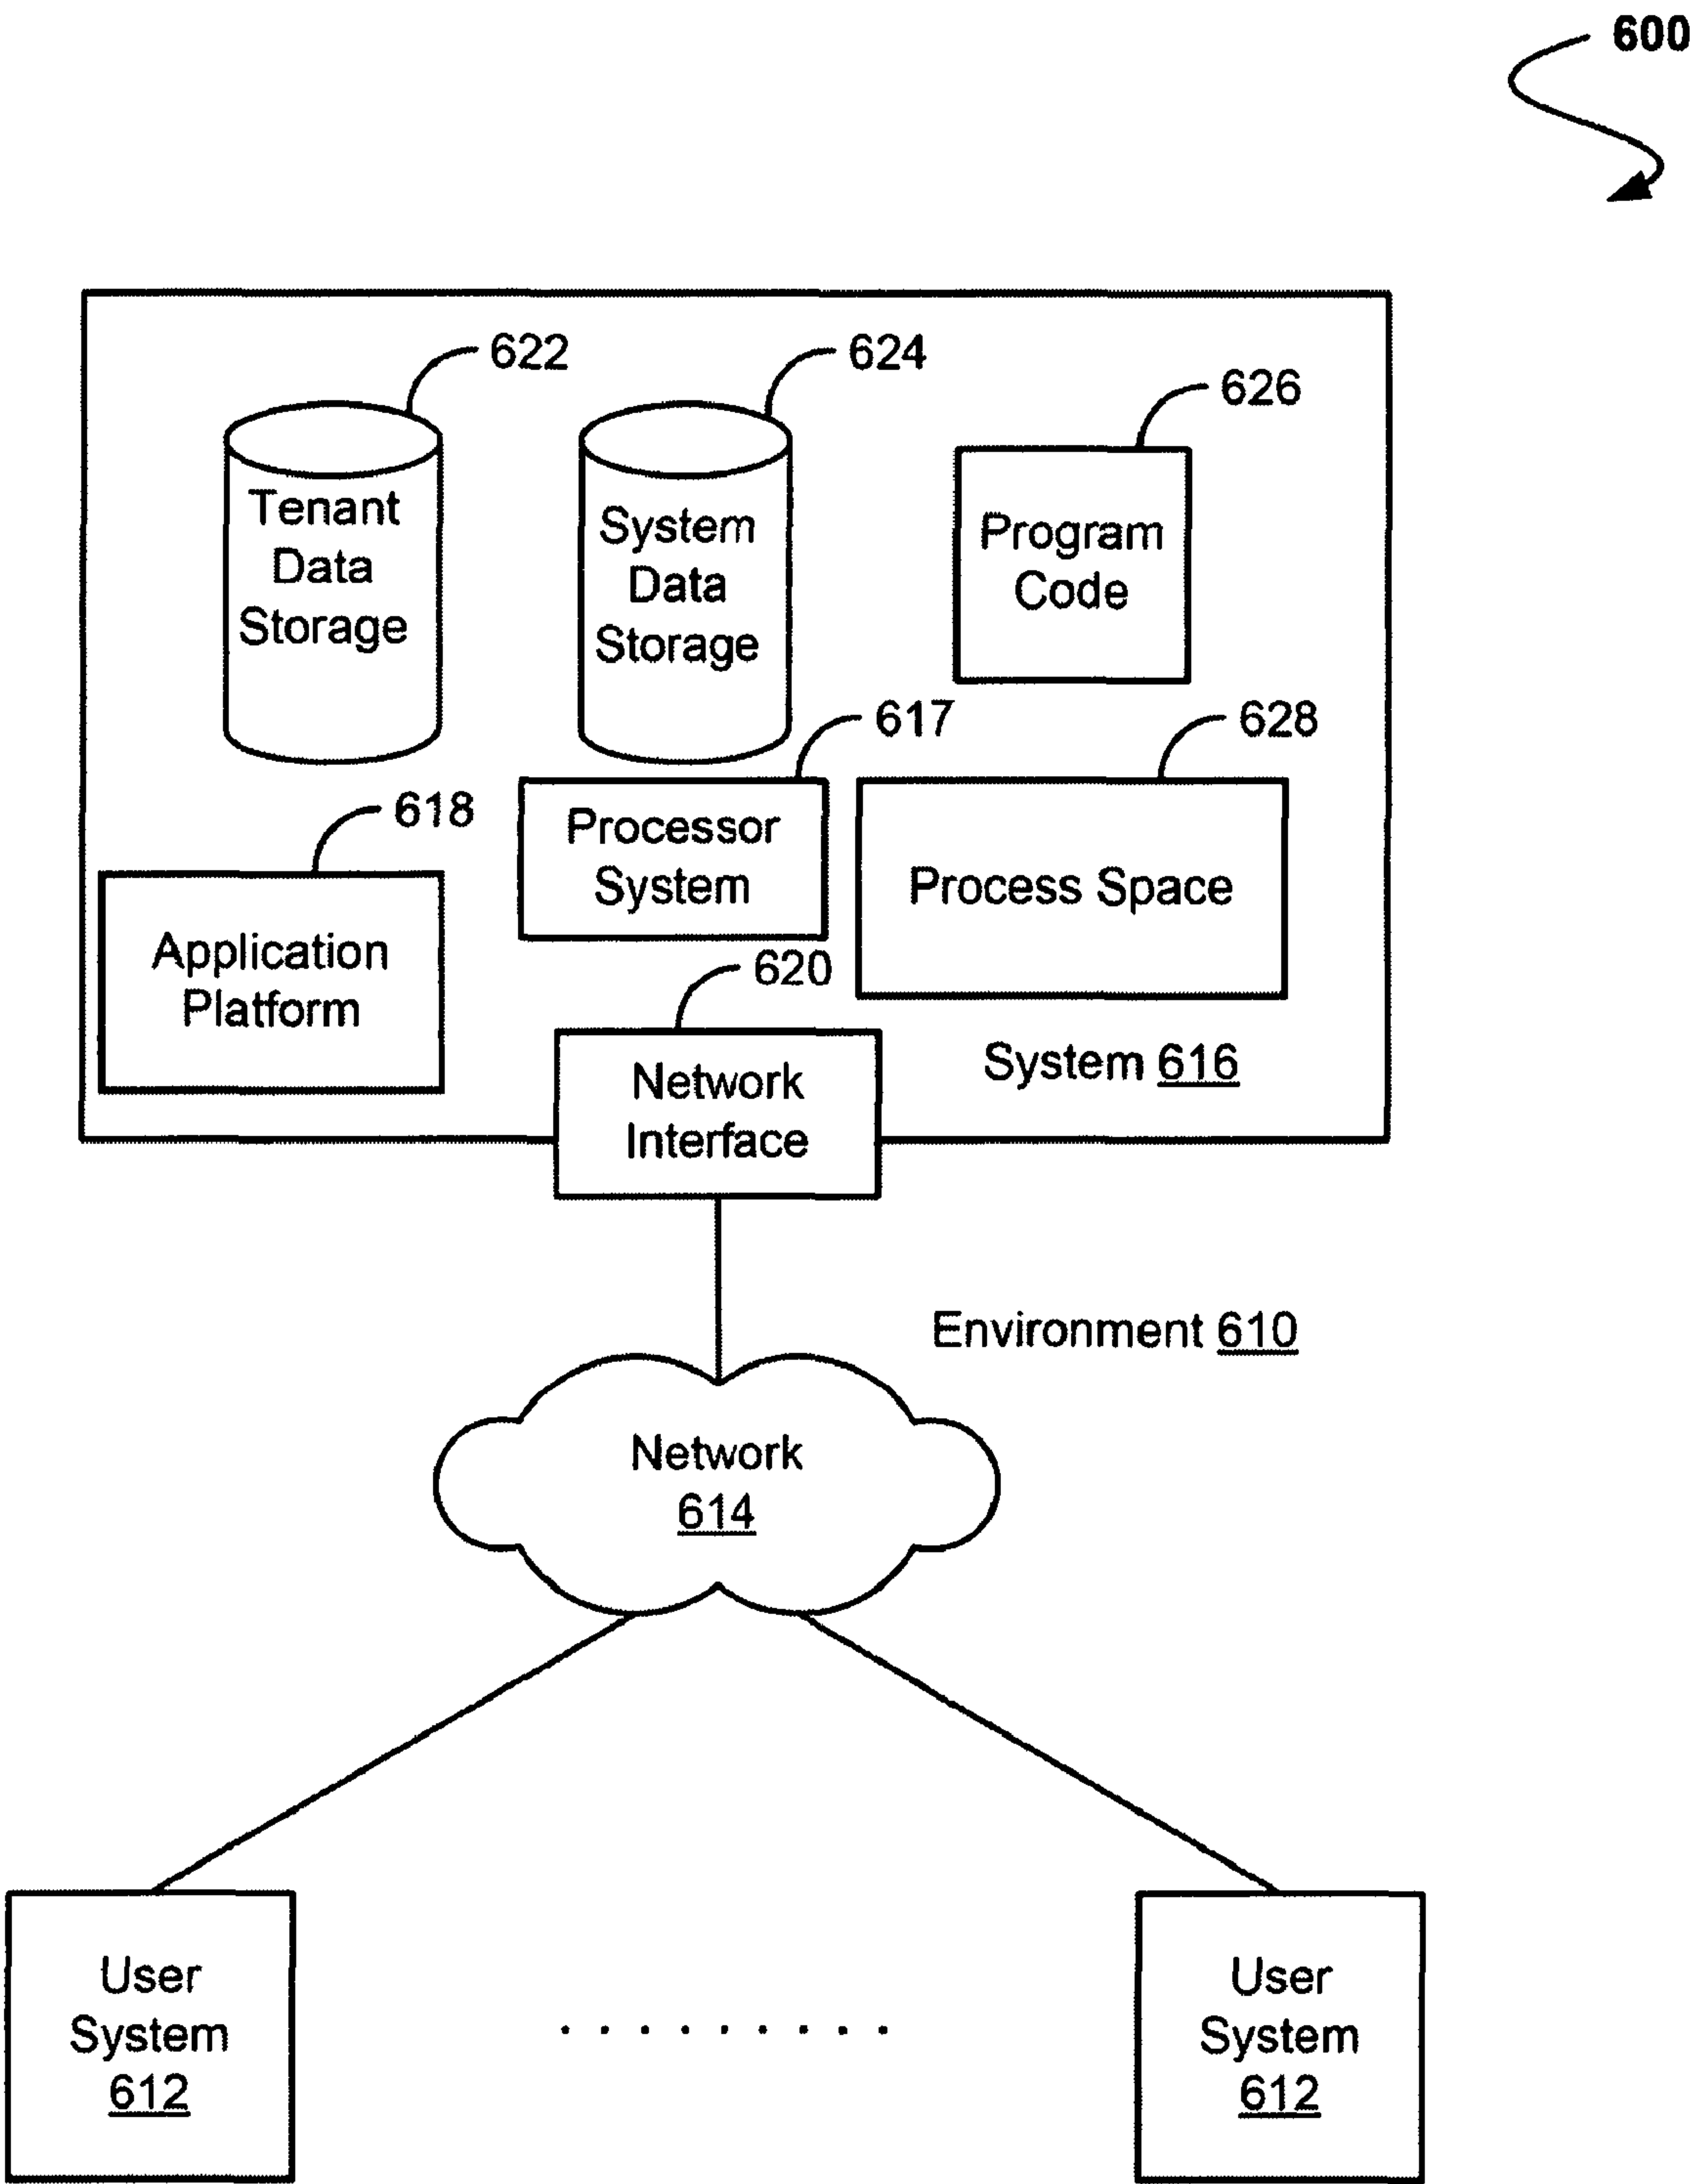 600
622
624
626
Tenant
Data
Storage
System
Data
Storage
Program
Code
617
628
618
Processor
System
Process Space
Application
Platform
620
Network
Interface
System 616
Environment 610
Network
614
User
System
612
User
System
612